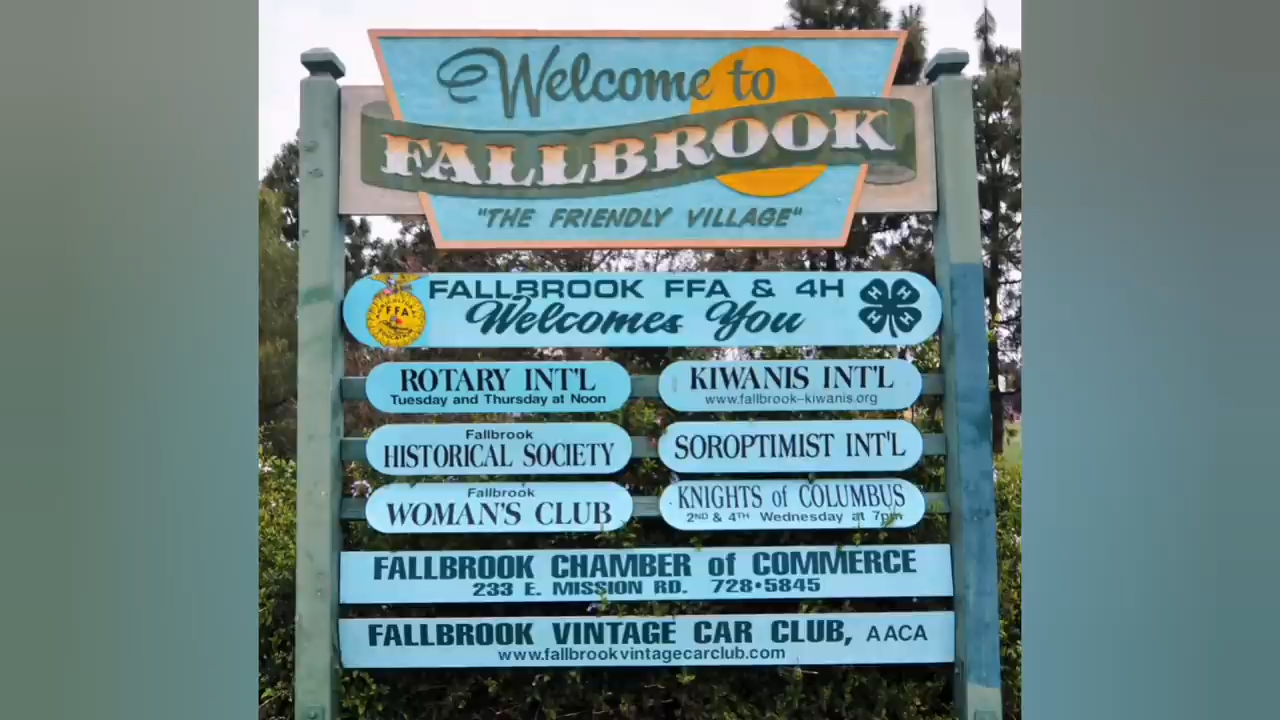 Welcome to
FALLBROOK
"THE FRIENDLY VILLAGE"
FALLBROOK FFA & 4H
Welcomes You
FFA
H H
H H
ROTARY INT'L
Tuesday and Thursday at Noon
KIWANIS INT'L
www.fallbrook-kiwanis.org
Fallbrook
HISTORICAL SOCIETY
SOROPTIMIST INT'L
Fallbrook
WOMAN'S CLUB
KNIGHTS of COLUMBUS
2ND & 4TH Wednesday at 7pm
FALLBROOK CHAMBER of COMMERCE
233 E. MISSION RD. 728•5845
FALLBROOK VINTAGE CAR CLUB, AACA
www.fallbrookvintagecarclub.com